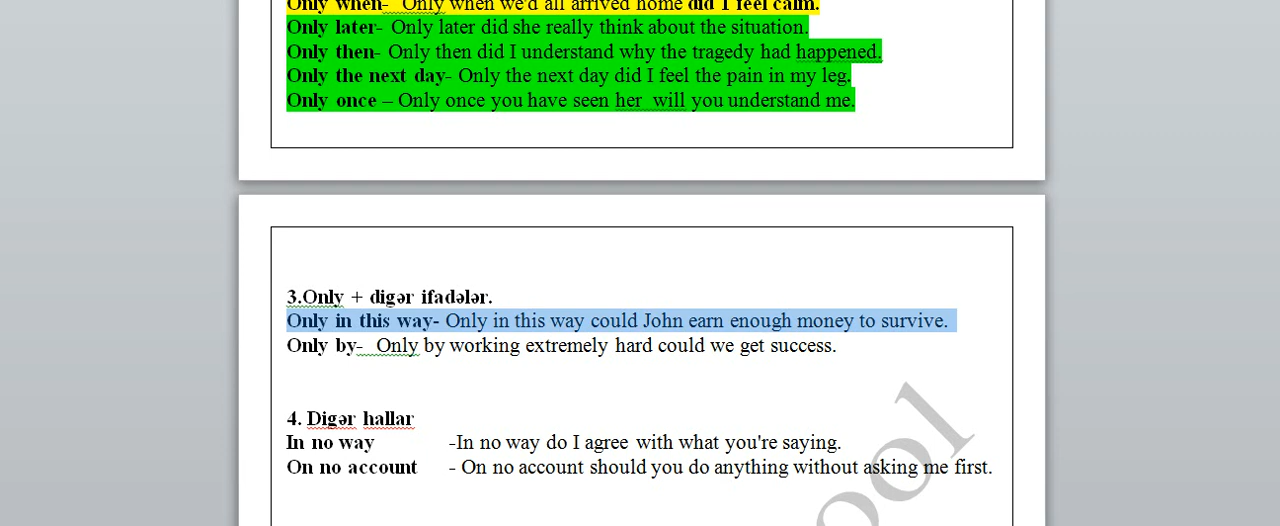 Only when- Only when we'd all arrived home did I feel calm.
Only later- Only later did she really think about the situation.
Only then- Only then did I understand why the tragedy had happened.
Only the next day- Only the next day did I feel the pain in my leg.
Only once – Only once you have seen her will you understand me.
3.Only + digər ifadələr.
Only in this way- Only in this way could John earn enough money to survive.
Only by- Only by working extremely hard could we get success.
4. Digər hallar
In no way -In no way do I agree with what you're saying.
On no account - On no account should you do anything without asking me first.
ool